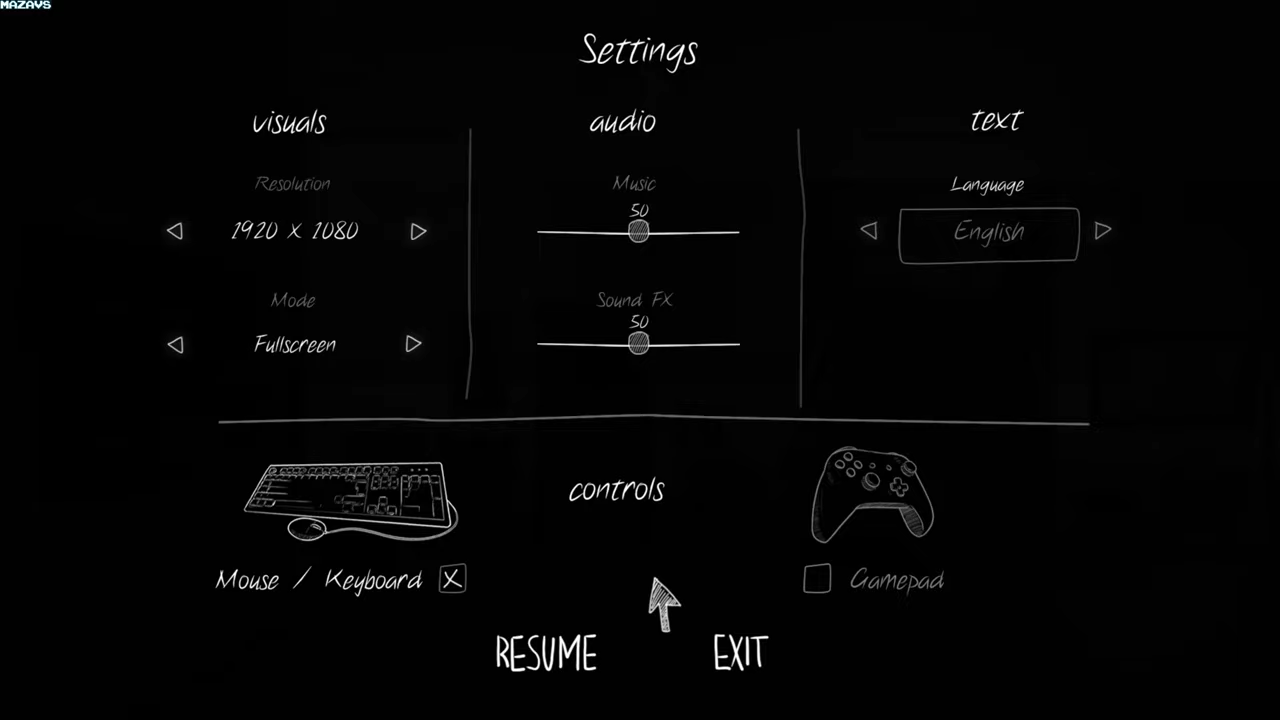 MAZAVS
Settings
visuals
audio
text
Resolution
Music
Language
50
1920 x 1080
English
Mode
Sound FX
50
Fullscreen
controls
Mouse / Keyboard X
Gamepad
RESUME
EXIT